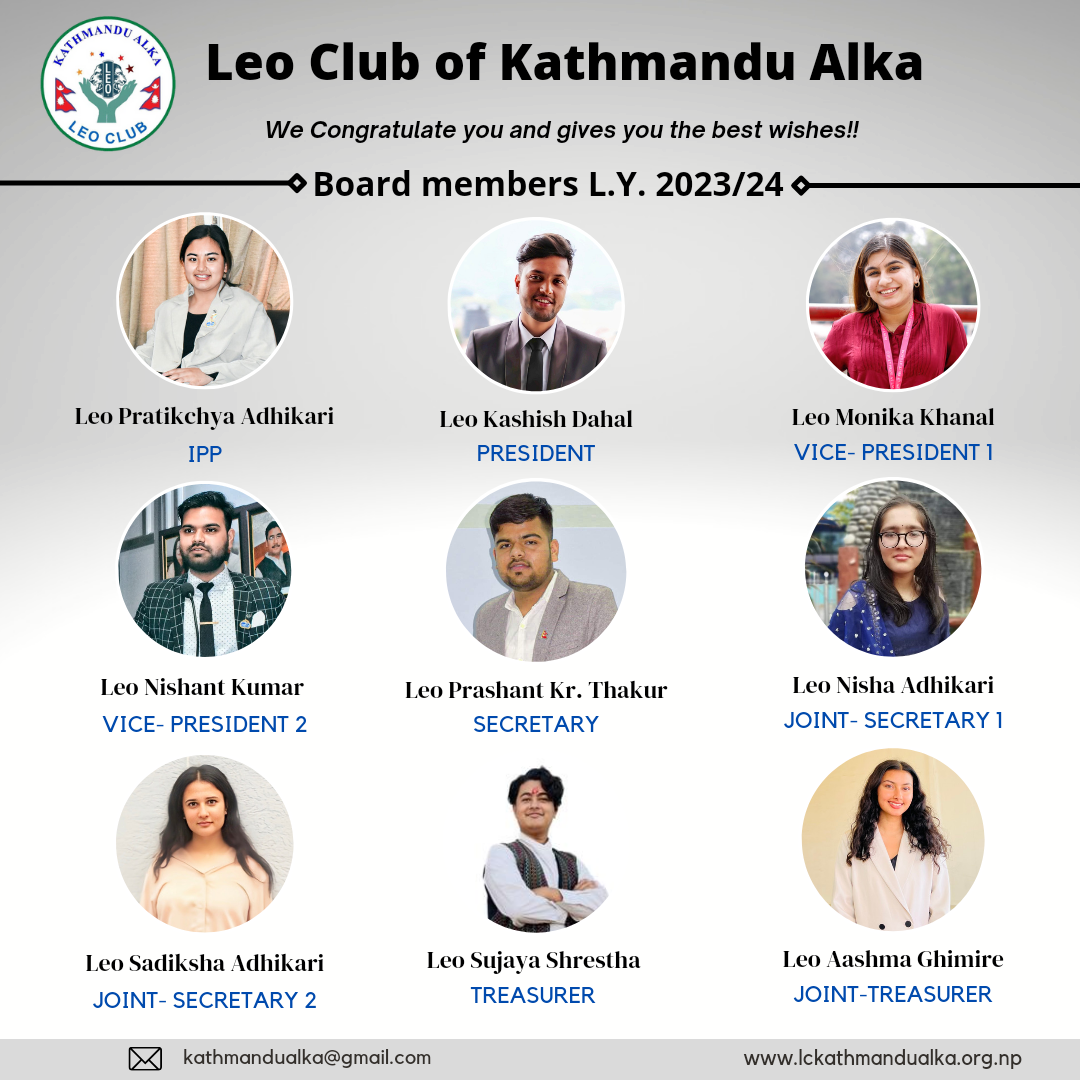 KATHMANDU ALKA
LEO
LEO CLUB
Leo Club of Kathmandu Alka
We Congratulate you and gives you the best wishes!!
Board members L.Y. 2023/24
Leo Pratikchya Adhikari
IPP
Leo Kashish Dahal
PRESIDENT
Leo Monika Khanal
VICE- PRESIDENT 1
Leo Nishant Kumar
VICE- PRESIDENT 2
Leo Prashant Kr. Thakur
SECRETARY
Leo Nisha Adhikari
JOINT- SECRETARY 1
Leo Sadiksha Adhikari
JOINT- SECRETARY 2
Leo Sujaya Shrestha
TREASURER
Leo Aashma Ghimire
JOINT-TREASURER
kathmandualka@gmail.com
www.lckathmandualka.org.np